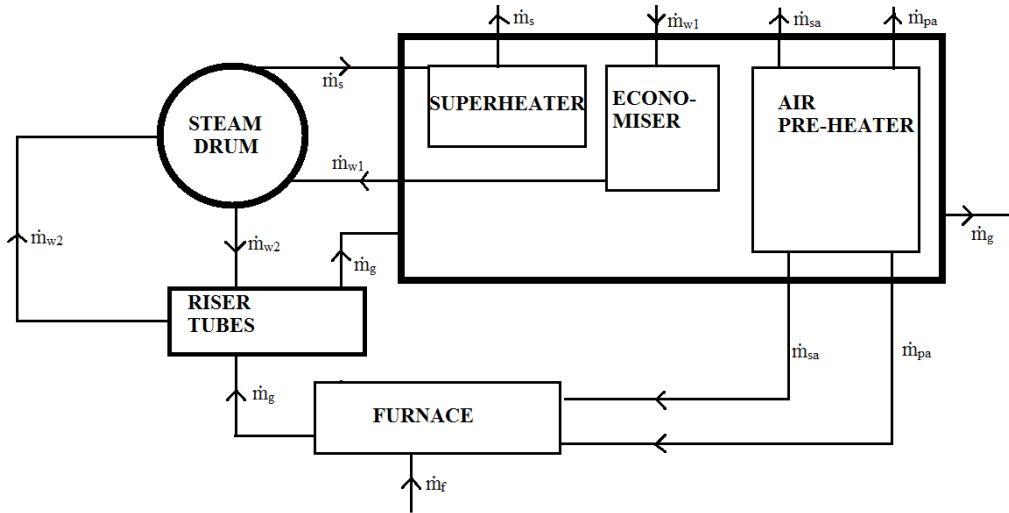 ṁs
ṁw1
ṁsa
ṁpa
ṁs
SUPERHEATER
ECONO-
MISER
AIR
PRE-HEATER
STEAM
DRUM
ṁw1
ṁw2
ṁw2
ṁg
ṁg
RISER
TUBES
ṁsa
ṁpa
ṁg
FURNACE
ṁf